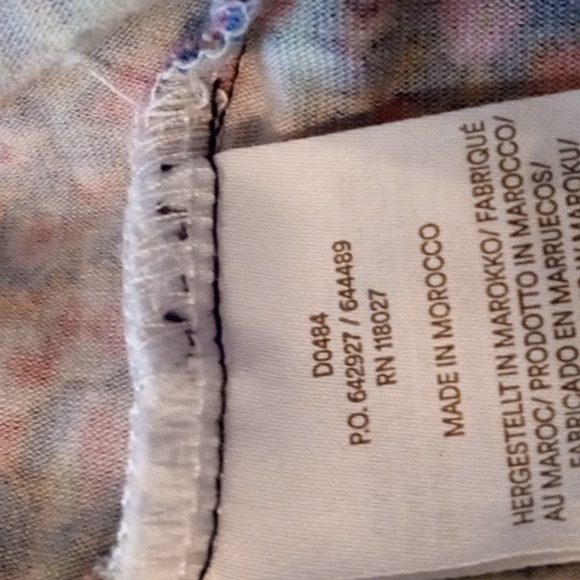 D0484
P.O. 642927 / 644489
RN 118027
MADE IN MOROCCO
HERGESTELLT IN MAROKKO/ FABRIQUÉ
AU MAROC/ PRODOTTO IN MAROCCO/
FABRICADO EN MARRUECOS/